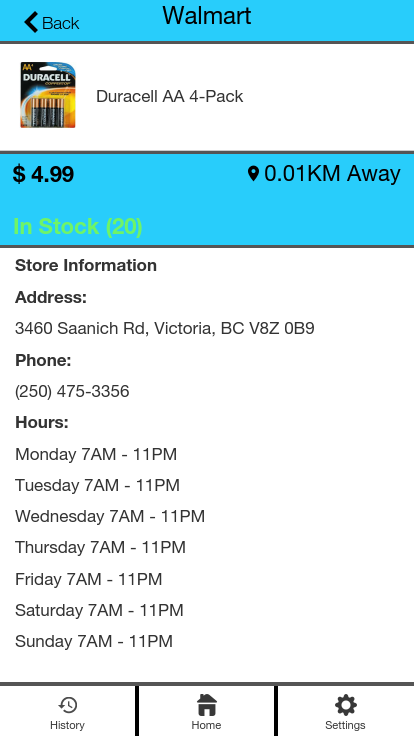 Back
Walmart
AA
DURACELL
COPPERTOP
Duracell AA 4-Pack
$ 4.99
0.01KM Away
In Stock (20)
Store Information
Address:
3460 Saanich Rd, Victoria, BC V8Z 0B9
Phone:
(250) 475-3356
Hours:
Monday 7AM - 11PM
Tuesday 7AM - 11PM
Wednesday 7AM - 11PM
Thursday 7AM - 11PM
Friday 7AM - 11PM
Saturday 7AM - 11PM
Sunday 7AM - 11PM
History
Home
Settings